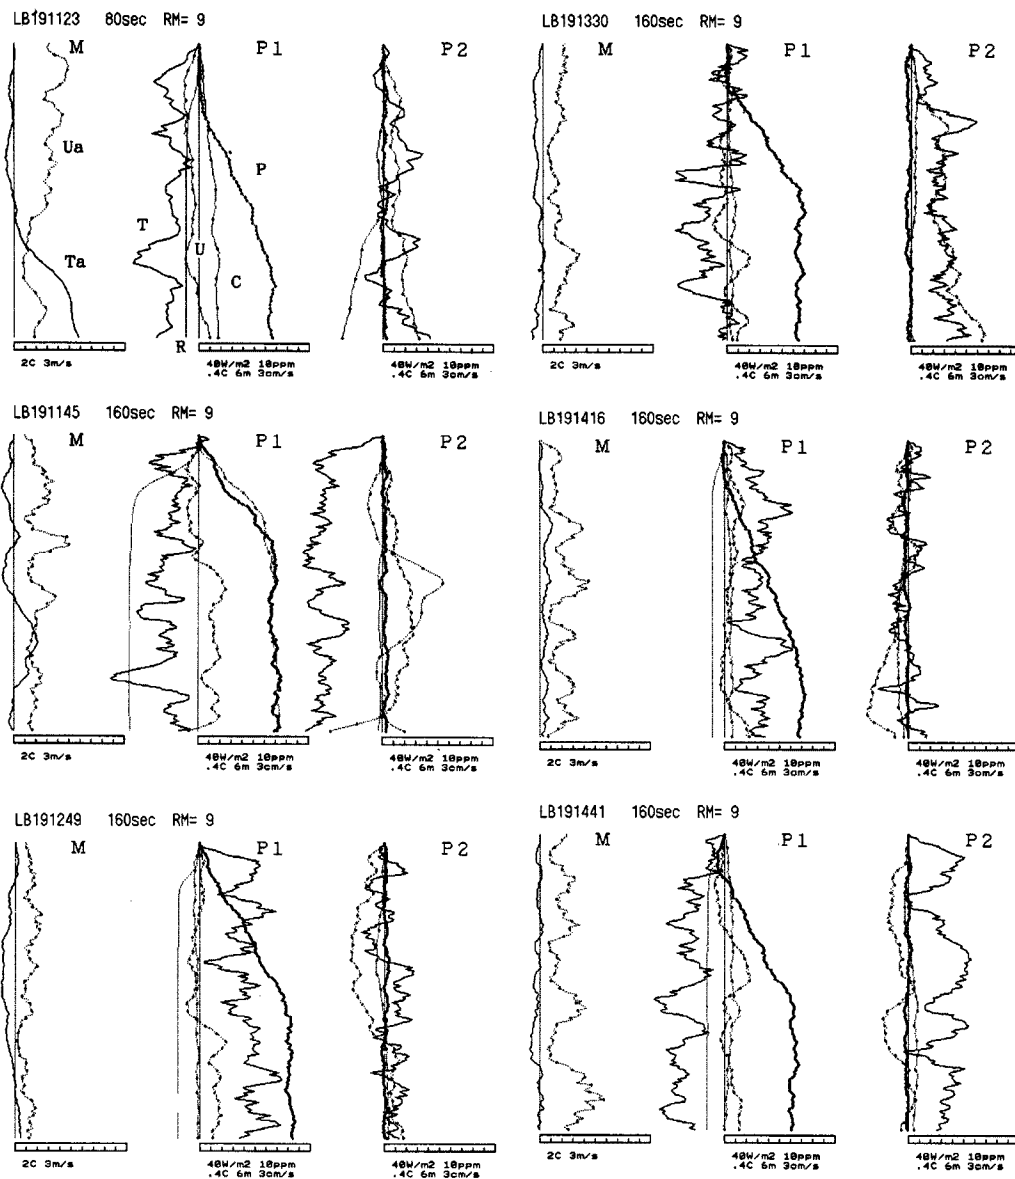 LB191123 80sec RM= 9
M P1 P2
Ua
P
T
U
Ta
C
R
2C 3m/s
40W/m2 10ppm
.4C 6m 3cm/s
40W/m2 10ppm
.4C 6m 3cm/s
LB191330 160sec RM= 9
M P1 P2
2C 3m/s
40W/m2 10ppm
.4C 6m 3cm/s
40W/m2 10ppm
.4C 6m 3cm/s
LB191145 160sec RM= 9
M P1 P2
2C 3m/s
40W/m2 10ppm
.4C 6m 3cm/s
40W/m2 10ppm
.4C 6m 3cm/s
LB191416 160sec RM= 9
M P1 P2
2C 3m/s
40W/m2 10ppm
.4C 6m 3cm/s
40W/m2 10ppm
.4C 6m 3cm/s
LB191249 160sec RM= 9
M P1 P2
2C 3m/s
40W/m2 10ppm
.4C 6m 3cm/s
40W/m2 10ppm
.4C 6m 3cm/s
LB191441 160sec RM= 9
M P1 P2
2C 3m/s
40W/m2 10ppm
.4C 6m 3cm/s
40W/m2 10ppm
.4C 6m 3cm/s